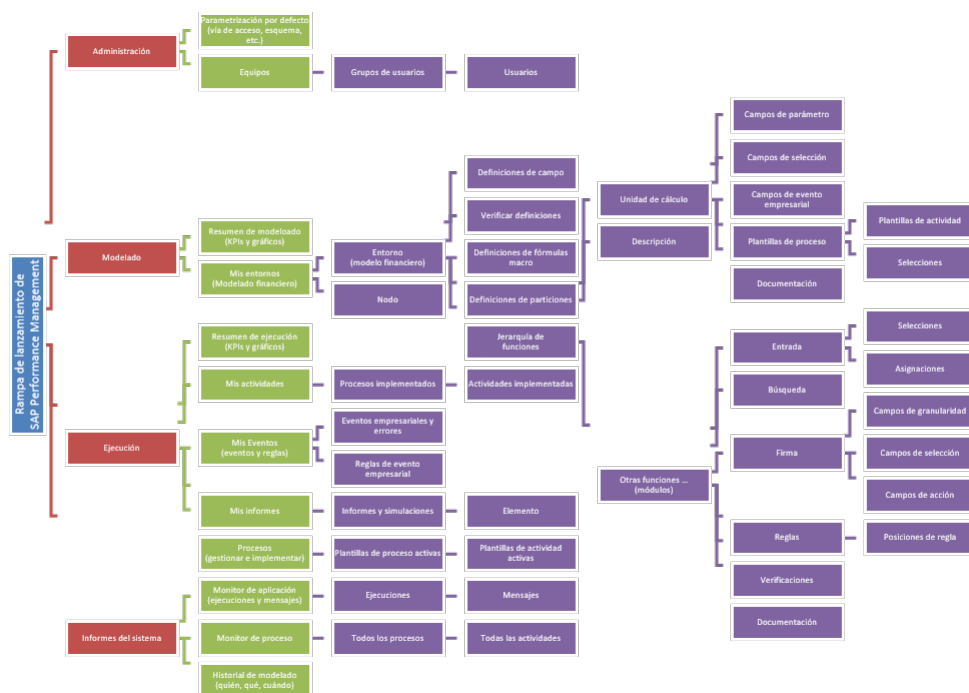 Rampa de lanzamiento de
SAP Performance Management
Administración
Parametrización por defecto
(vía de acceso, esquema,
etc.)
Equipos
Grupos de usuarios
Usuarios
Modelado
Resumen de modeloado
(KPIs y gráficos)
Mis entornos
(Modelado financiero)
Entorno
(modelo financiero)
Nodo
Definiciones de campo
Verificar definiciones
Definiciones de fórmulas
macro
Definiciones de particiones
Jerarquía de
funciones
Unidad de cálculo
Descripción
Campos de parámetro
Campos de selección
Campos de evento
empresarial
Plantillas de proceso
Documentación
Plantillas de actividad
Selecciones
Otras funciones ...
(módulos)
Entrada
Selecciones
Asignaciones
Búsqueda
Firma
Campos de granularidad
Campos de selección
Campos de acción
Reglas
Posiciones de regla
Verificaciones
Documentación
Ejecución
Resumen de ejecución
(KPIs y gráficos)
Mis actividades
Procesos implementados
Actividades implementadas
Mis Eventos
(eventos y reglas)
Eventos empresariales y
errores
Reglas de evento
empresarial
Mis informes
Informes y simulaciones
Elemento
Procesos
(gestionar e implementar)
Plantillas de proceso activas
Plantillas de actividad
activas
Informes del sistema
Monitor de aplicación
(ejecuciones y mensajes)
Ejecuciones
Mensajes
Monitor de proceso
Todos los procesos
Todas las actividades
Historial de modelado
(quién, qué, cuándo)